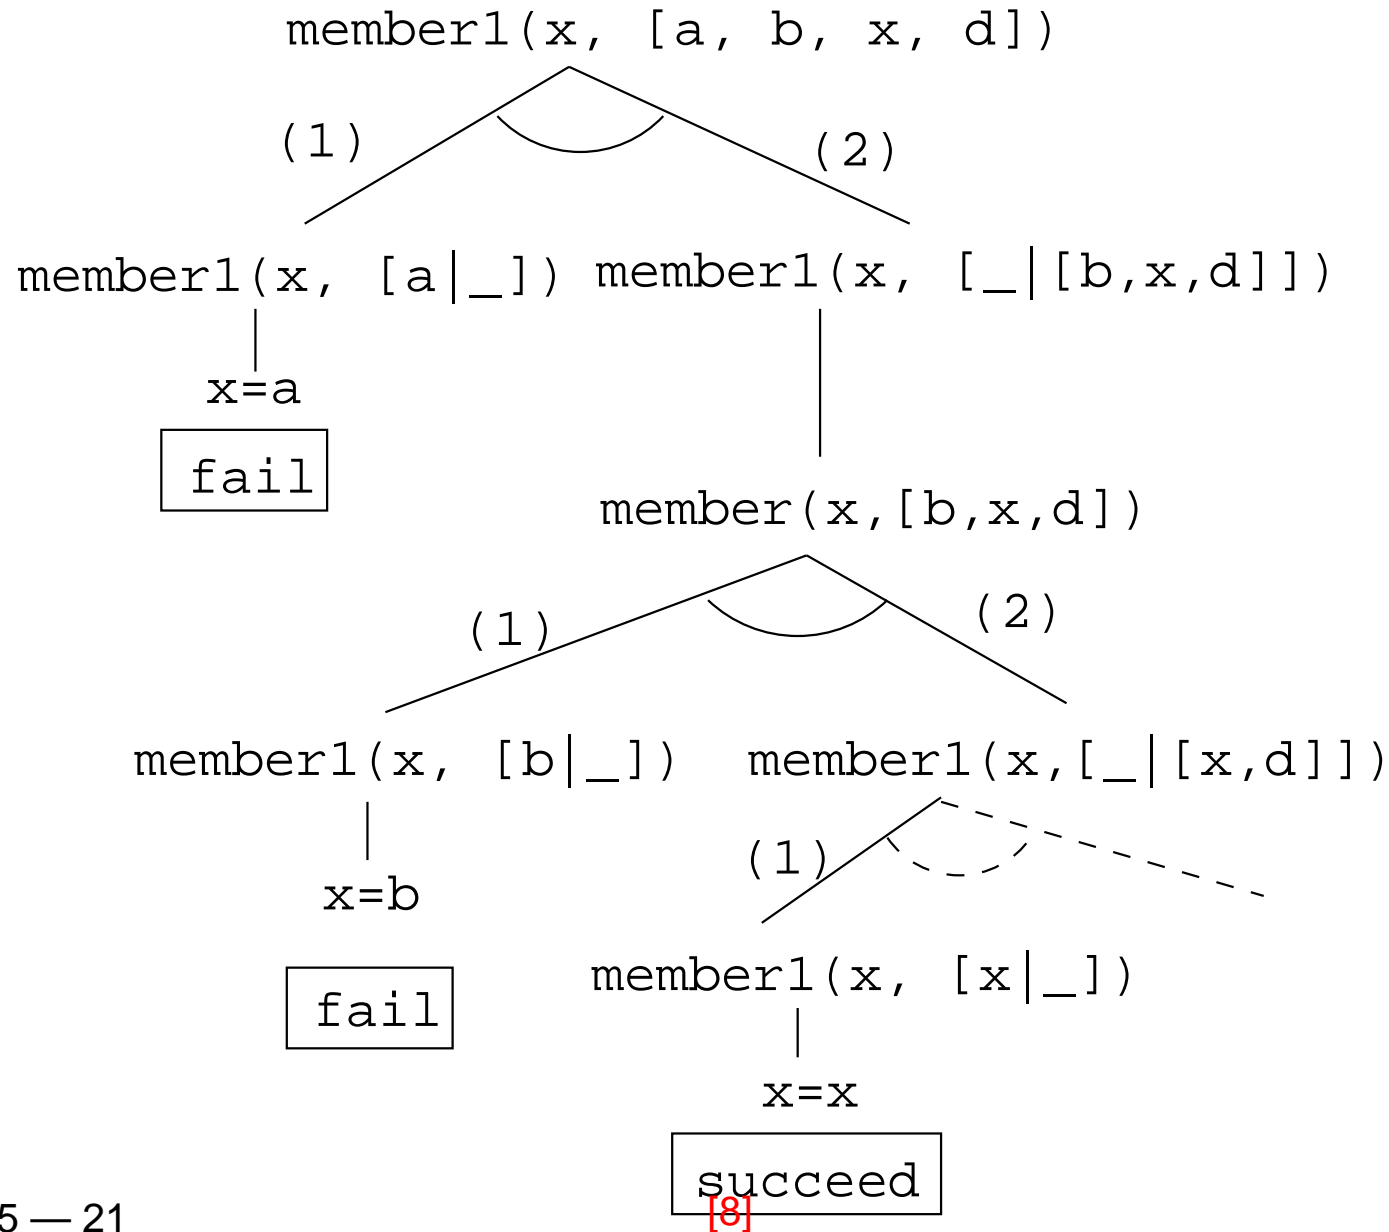 member1(x, [a, b, x, d])
(1)
(2)
member1(x, [a|_])
member1(x, [_|[b,x,d]])
x=a
fail
member(x,[b,x,d])
(1)
(2)
member1(x, [b|_])
member1(x,[_|[x,d]])
(1)
x=b
member1(x, [x|_])
fail
x=x
succeed
[8]
5 — 21